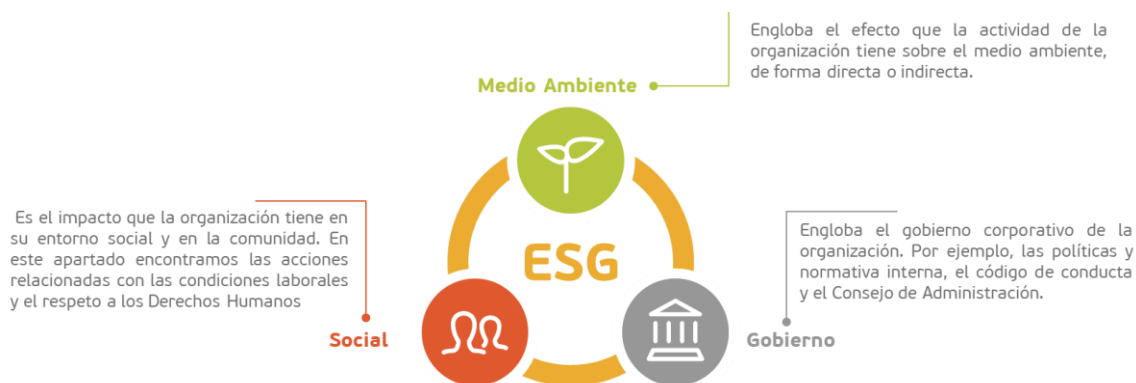 Engloba el efecto que la actividad de la
organización tiene sobre el medio ambiente,
de forma directa o indirecta.
Medio Ambiente
ESG
Es el impacto que la organización tiene en
su entorno social y en la comunidad. En
este apartado encontramos las acciones
relacionadas con las condiciones laborales
y el respeto a los Derechos Humanos
Social
Engloba el gobierno corporativo de la
organización. Por ejemplo, las políticas y
normativa interna, el código de conducta
y el Consejo de Administración.
Gobierno